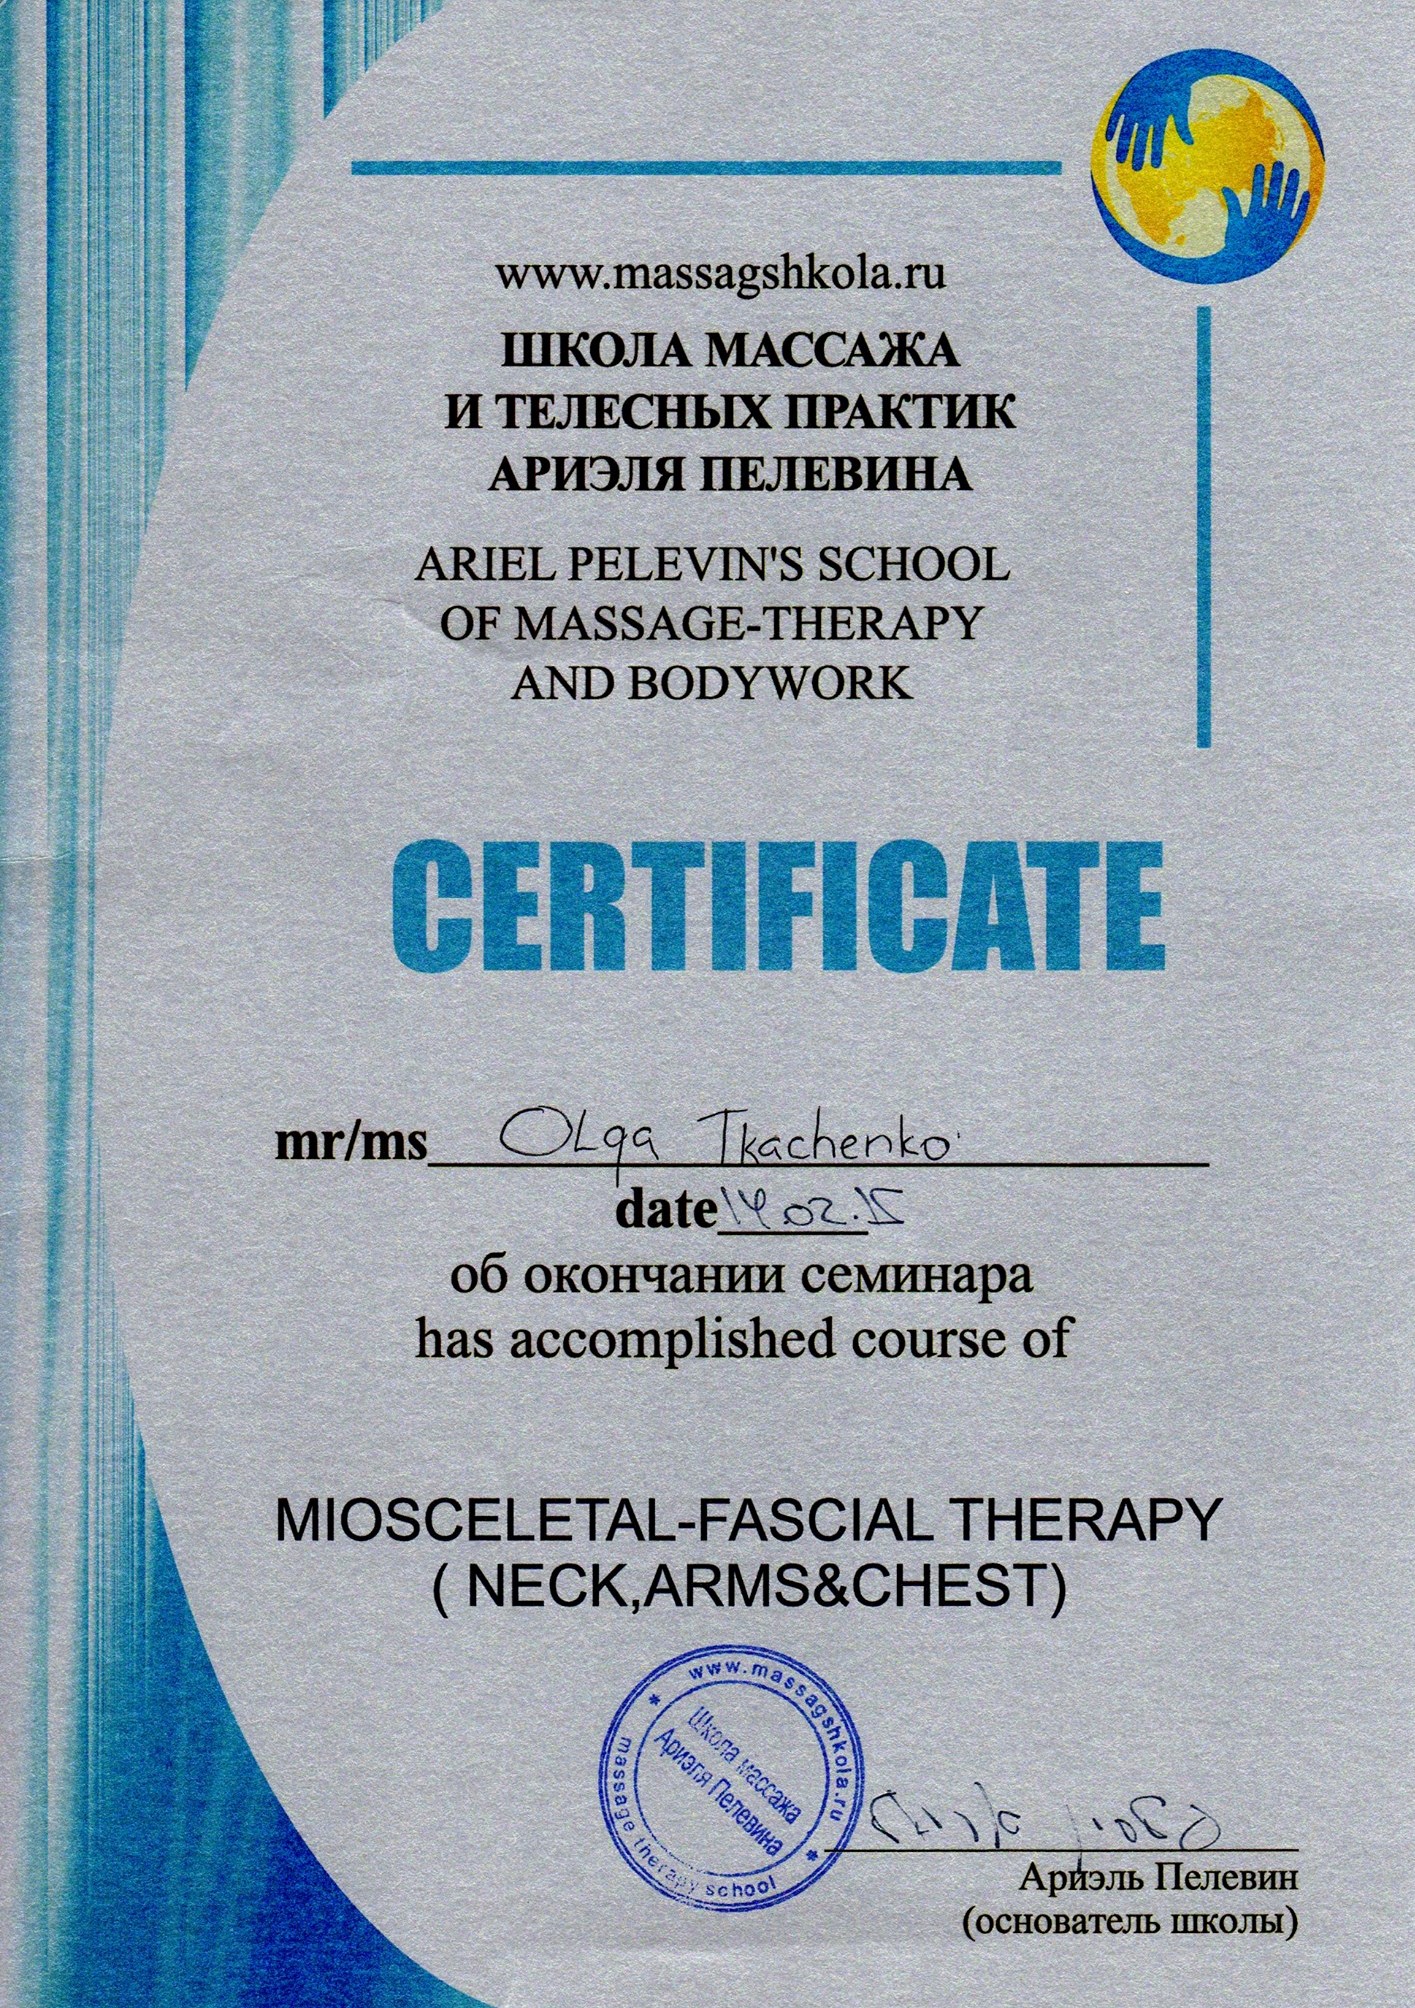 www.massagshkola.ru
ШКОЛА МАССАЖА
И ТЕЛЕСНЫХ ПРАКТИК
АРИЭЛЯ ПЕЛЕВИНА
ARIEL PELEVIN'S SCHOOL
OF MASSAGE-THERAPY
AND BODYWORK
CERTIFICATE
mr/ms OLga Tkachenko
date 14.02.15
об окончании семинара
has accomplished course of
MIOSCELETAL-FASCIAL THERAPY
( NECK,ARMS&CHEST)
www.massagshkola.ru
Школа массажа
Ариэля Пелевина
massage therapy school
Ариэль Пелевин
(основатель школы)